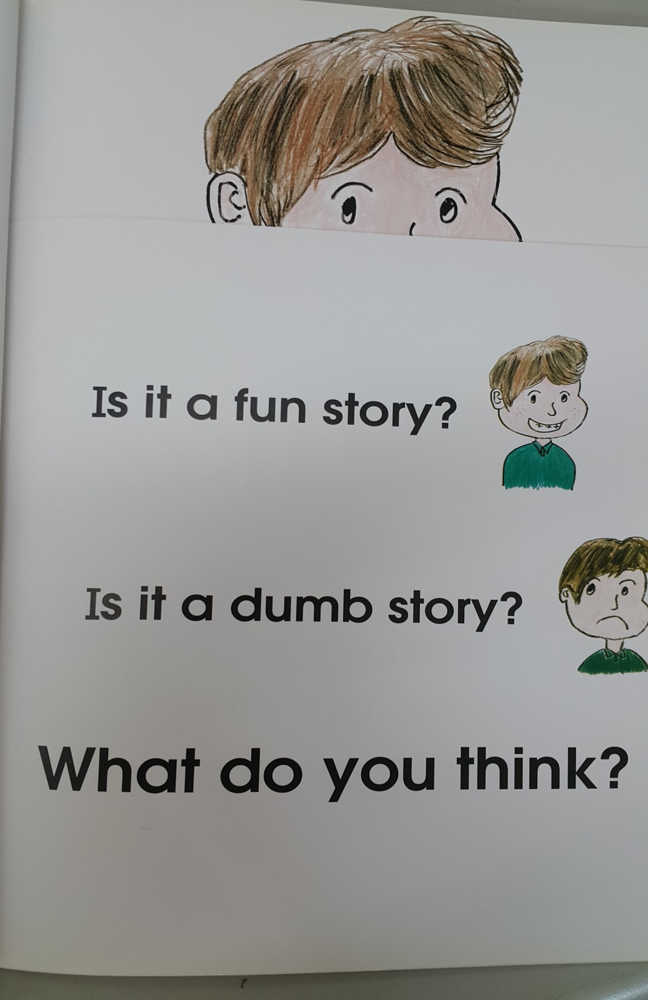 Is it a fun story?
Is it a dumb story?
What do you think?